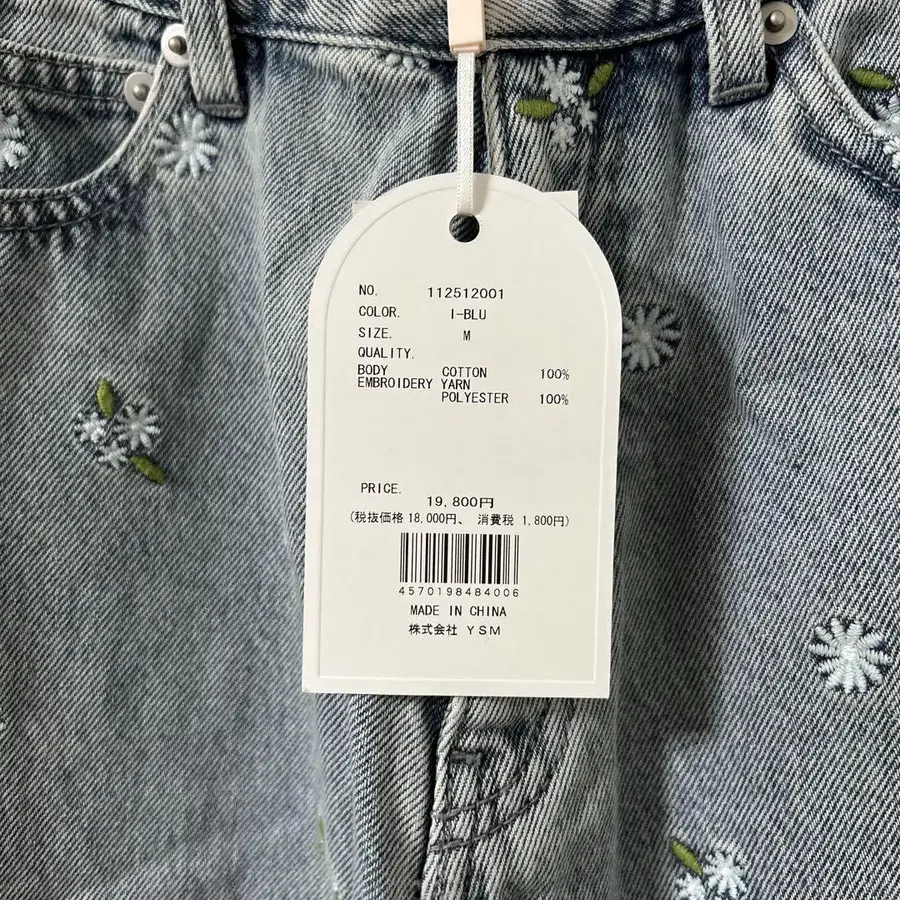 NO. 112512001
COLOR. I-BLU
SIZE. M
QUALITY.
BODY COTTON 100%
EMBROIDERY YARN
POLYESTER 100%
PRICE.
19,800円
(税抜価格 18,000円、 消費税 1,800円)
4570198484006
MADE IN CHINA
株式会社 YSM